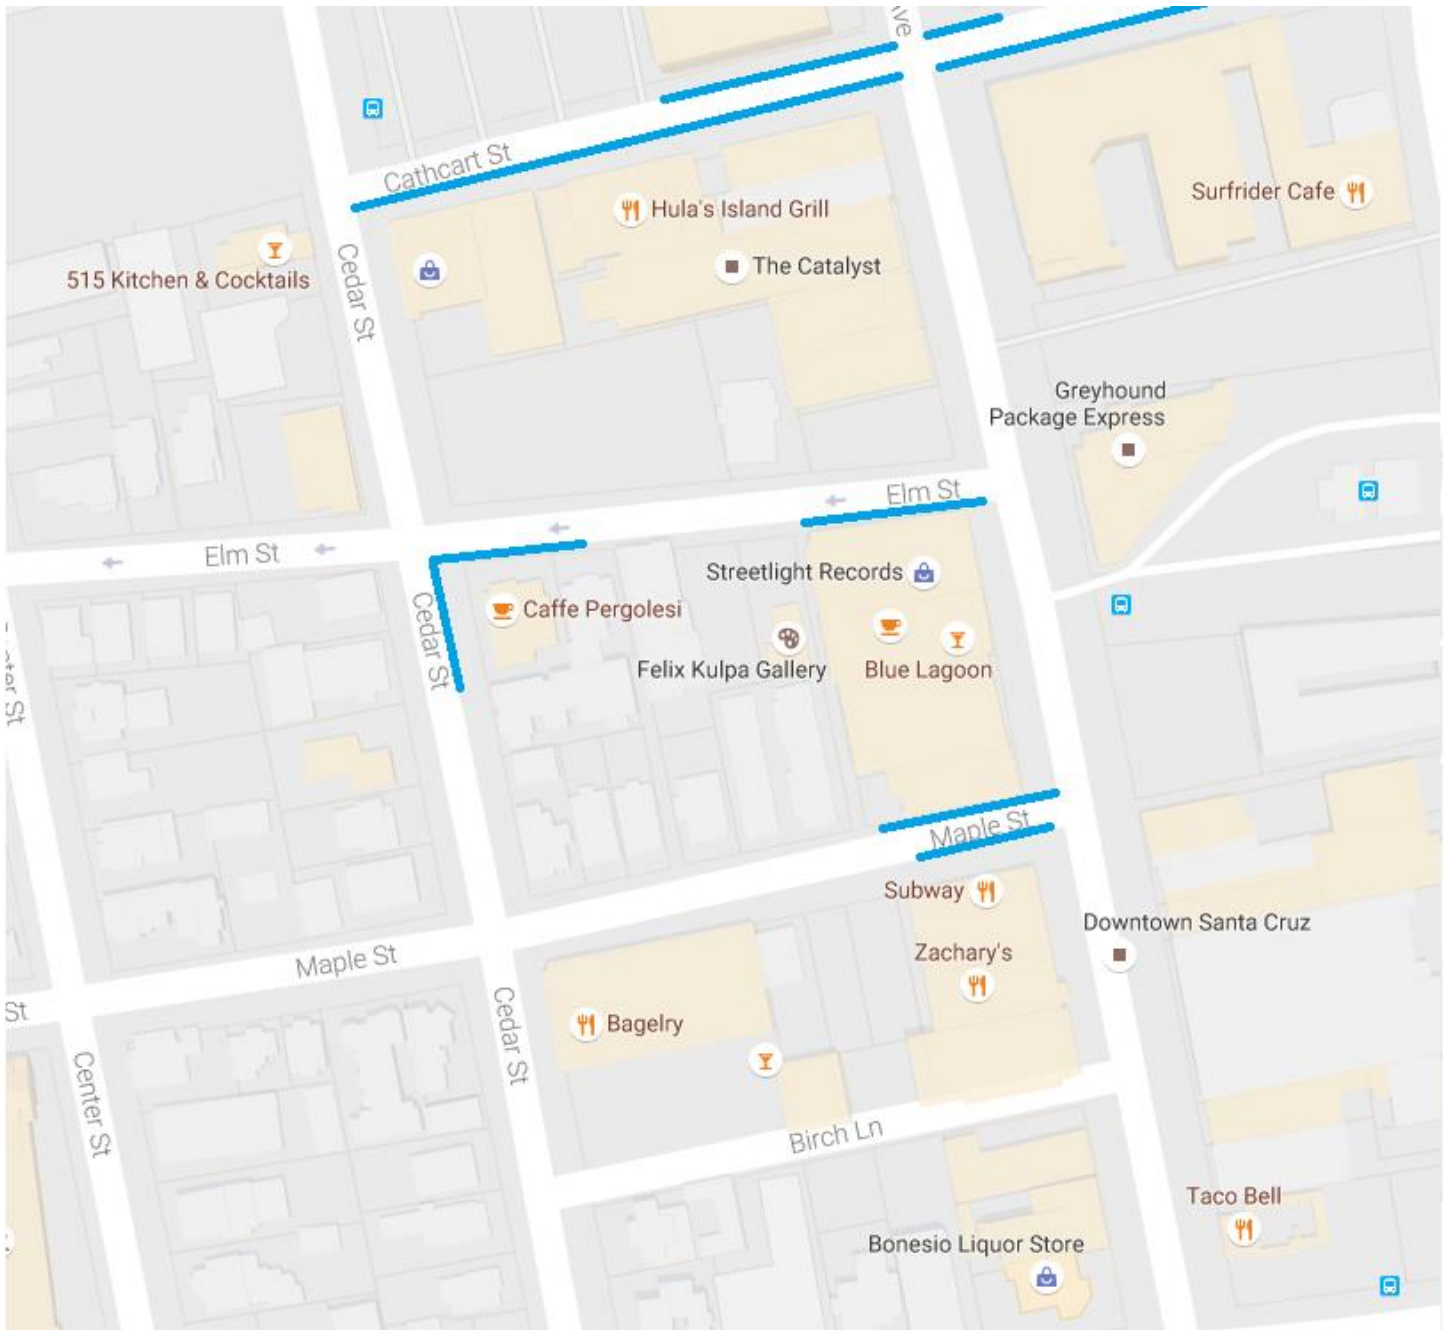 ve
Cathcart St
Surfrider Cafe
Hula's Island Grill
The Catalyst
515 Kitchen & Cocktails
Cedar St
Greyhound
Package Express
Elm St
Elm St
Streetlight Records
Caffe Pergolesi
Cedar St
Felix Kulpa Gallery
Blue Lagoon
Maple St
Subway
Downtown Santa Cruz
Zachary's
Maple St
St
Bagelry
Cedar St
Center St
Birch Ln
Taco Bell
Bonesio Liquor Store